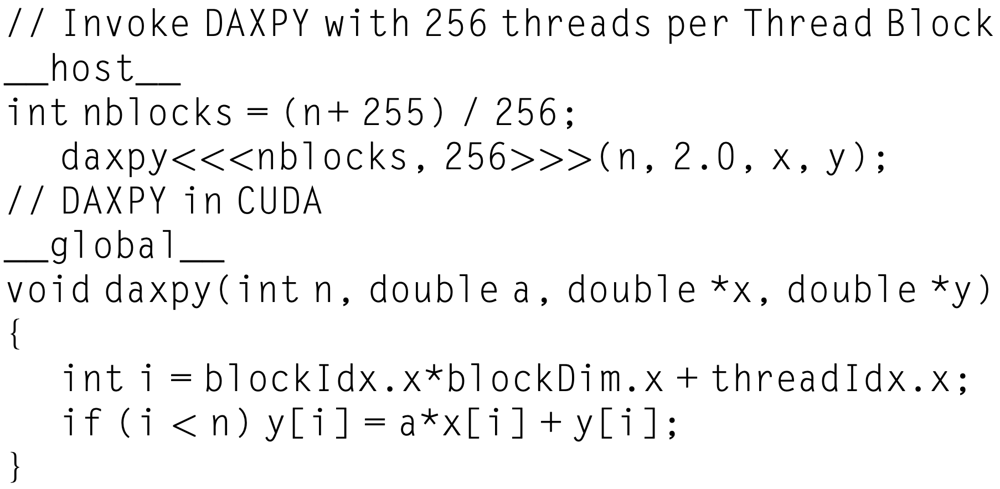 // Invoke DAXPY with 256 threads per Thread Block
__host__
int nblocks = (n+ 255) / 256;
daxpy<<<nblocks, 256>>>(n, 2.0, x, y);
// DAXPY in CUDA
__global__
void daxpy(int n, double a, double *x, double *y)
{
int i = blockIdx.x*blockDim.x + threadIdx.x;
if (i < n) y[i] = a*x[i] + y[i];
}